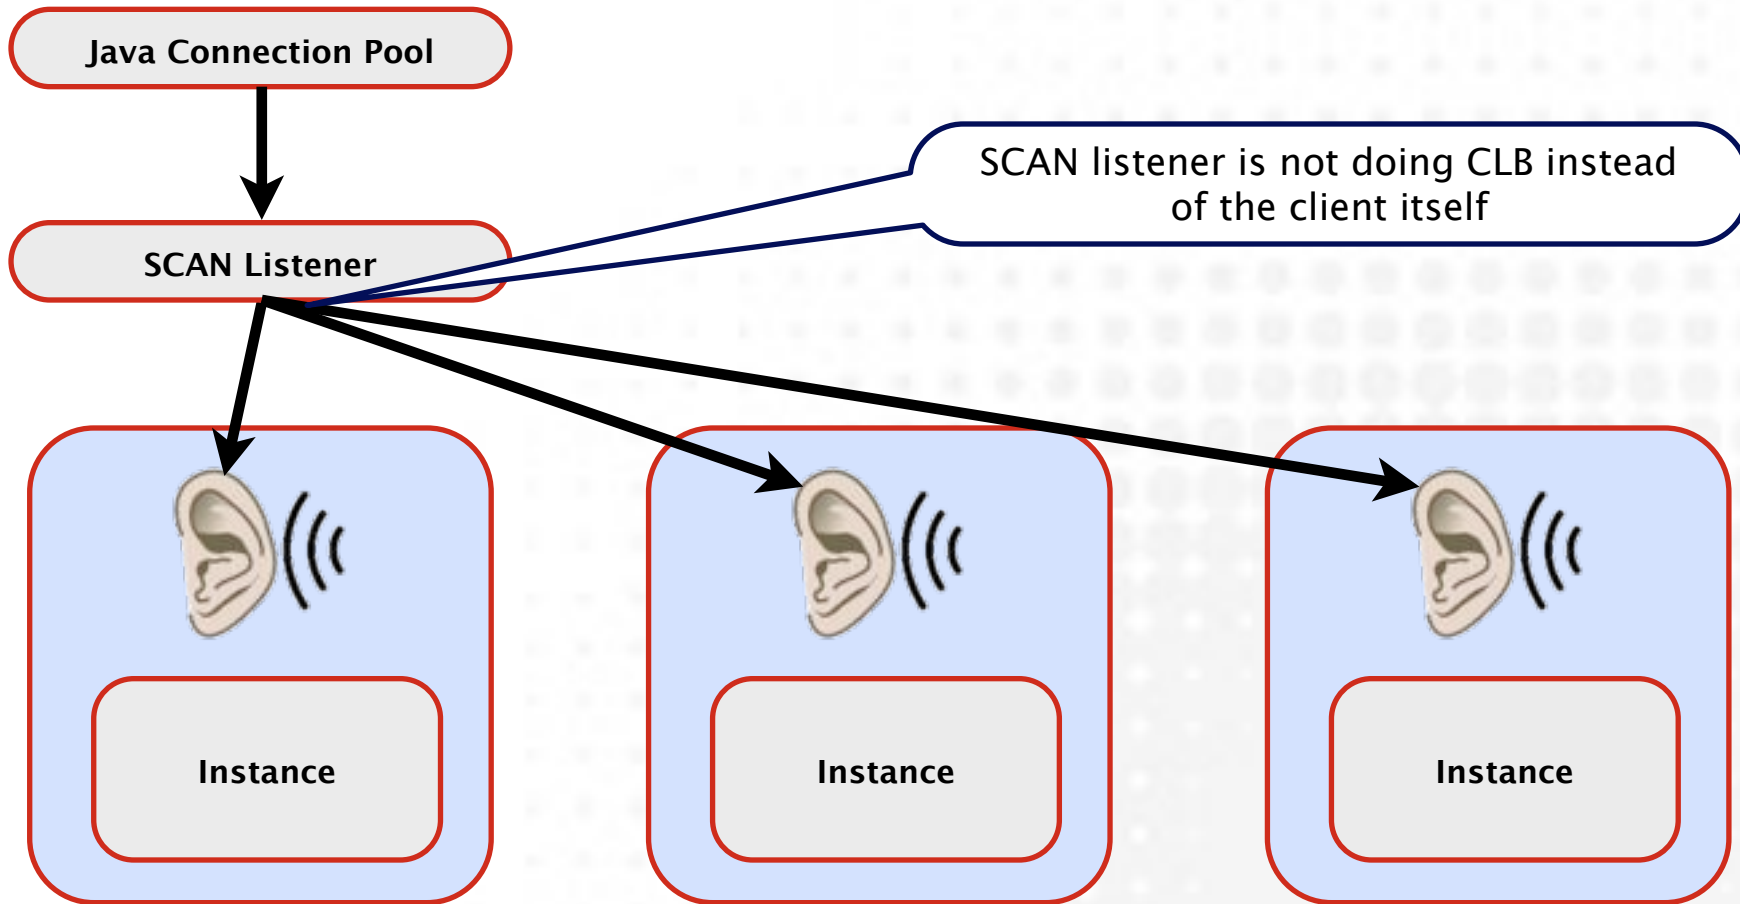 Java Connection Pool
SCAN listener is not doing CLB instead
of the client itself
SCAN Listener
Instance
Instance
Instance